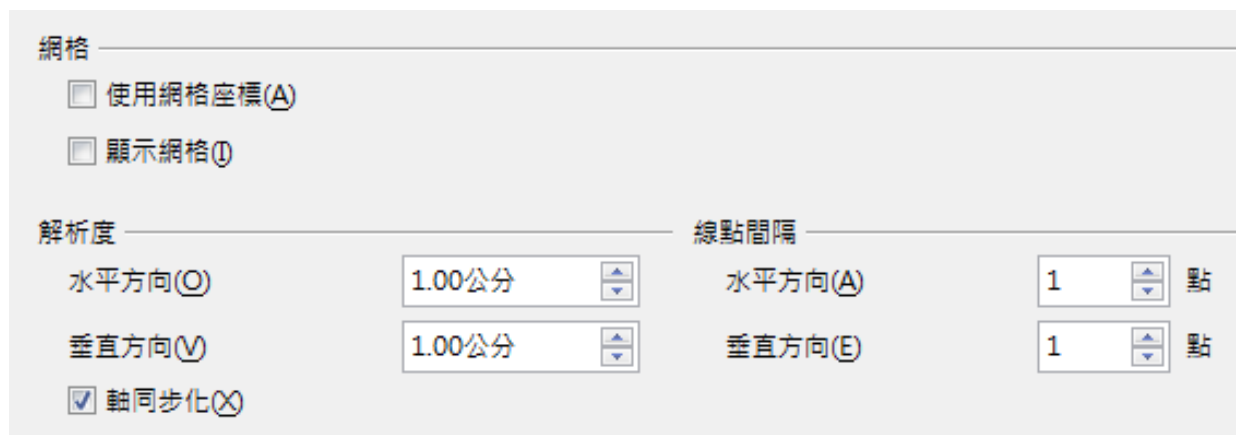 網格
使用網格座標(A)
顯示網格(I)
解析度
水平方向(O) 1.00公分
垂直方向(V) 1.00公分
軸同步化(X)
線點間隔
水平方向(A) 1 點
垂直方向(E) 1 點